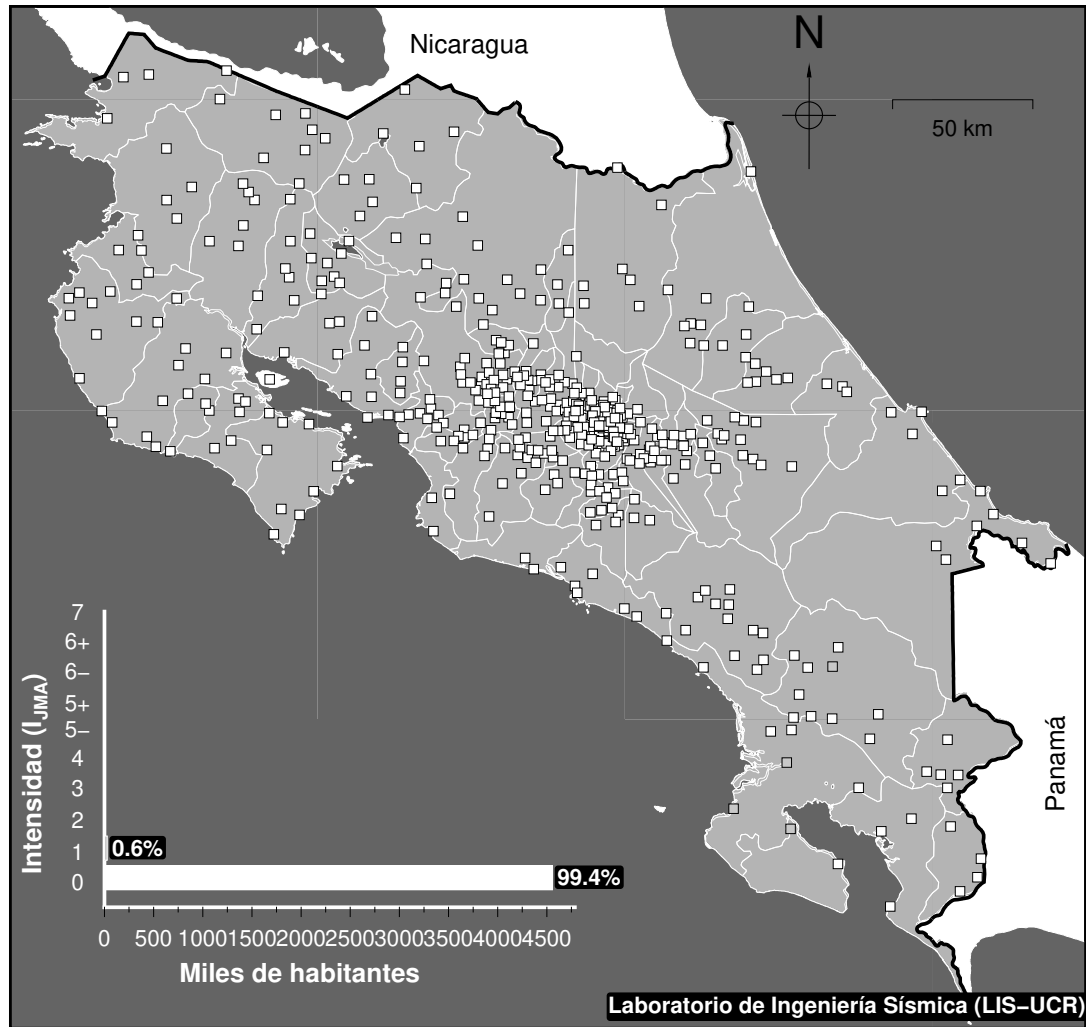 Nicaragua
N
50 km
Panamá
Intensidad (I_JMA)
7
6+
6−
5+
5−
4
3
2
1
0
0.6%
99.4%
0 500 1000 1500 2000 2500 3000 3500 4000 4500
Miles de habitantes
Laboratorio de Ingeniería Sísmica (LIS−UCR)